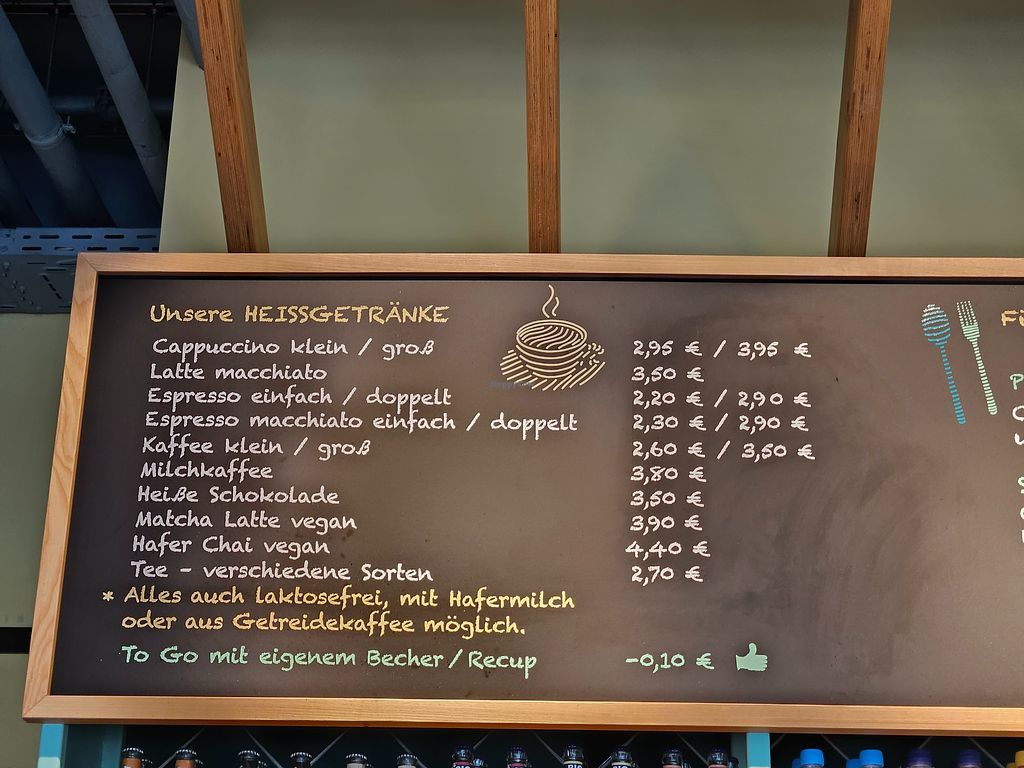 Unsere HEISSGETRÄNKE
Cappuccino klein / groß 2,95 € / 3,95 €
Latte macchiato 3,50 €
Espresso einfach / doppelt 2,20 € / 2,90 €
Espresso macchiato einfach / doppelt 2,30 € / 2,90 €
Kaffee klein / groß 2,60 € / 3,50 €
Milchkaffee 3,80 €
Heiße Schokolade 3,50 €
Matcha Latte vegan 3,90 €
Hafer Chai vegan 4,40 €
Tee - verschiedene Sorten 2,70 €
* Alles auch laktosefrei, mit Hafermilch
oder aus Getreidekaffee möglich.
To Go mit eigenem Becher / Recup -0,10 €